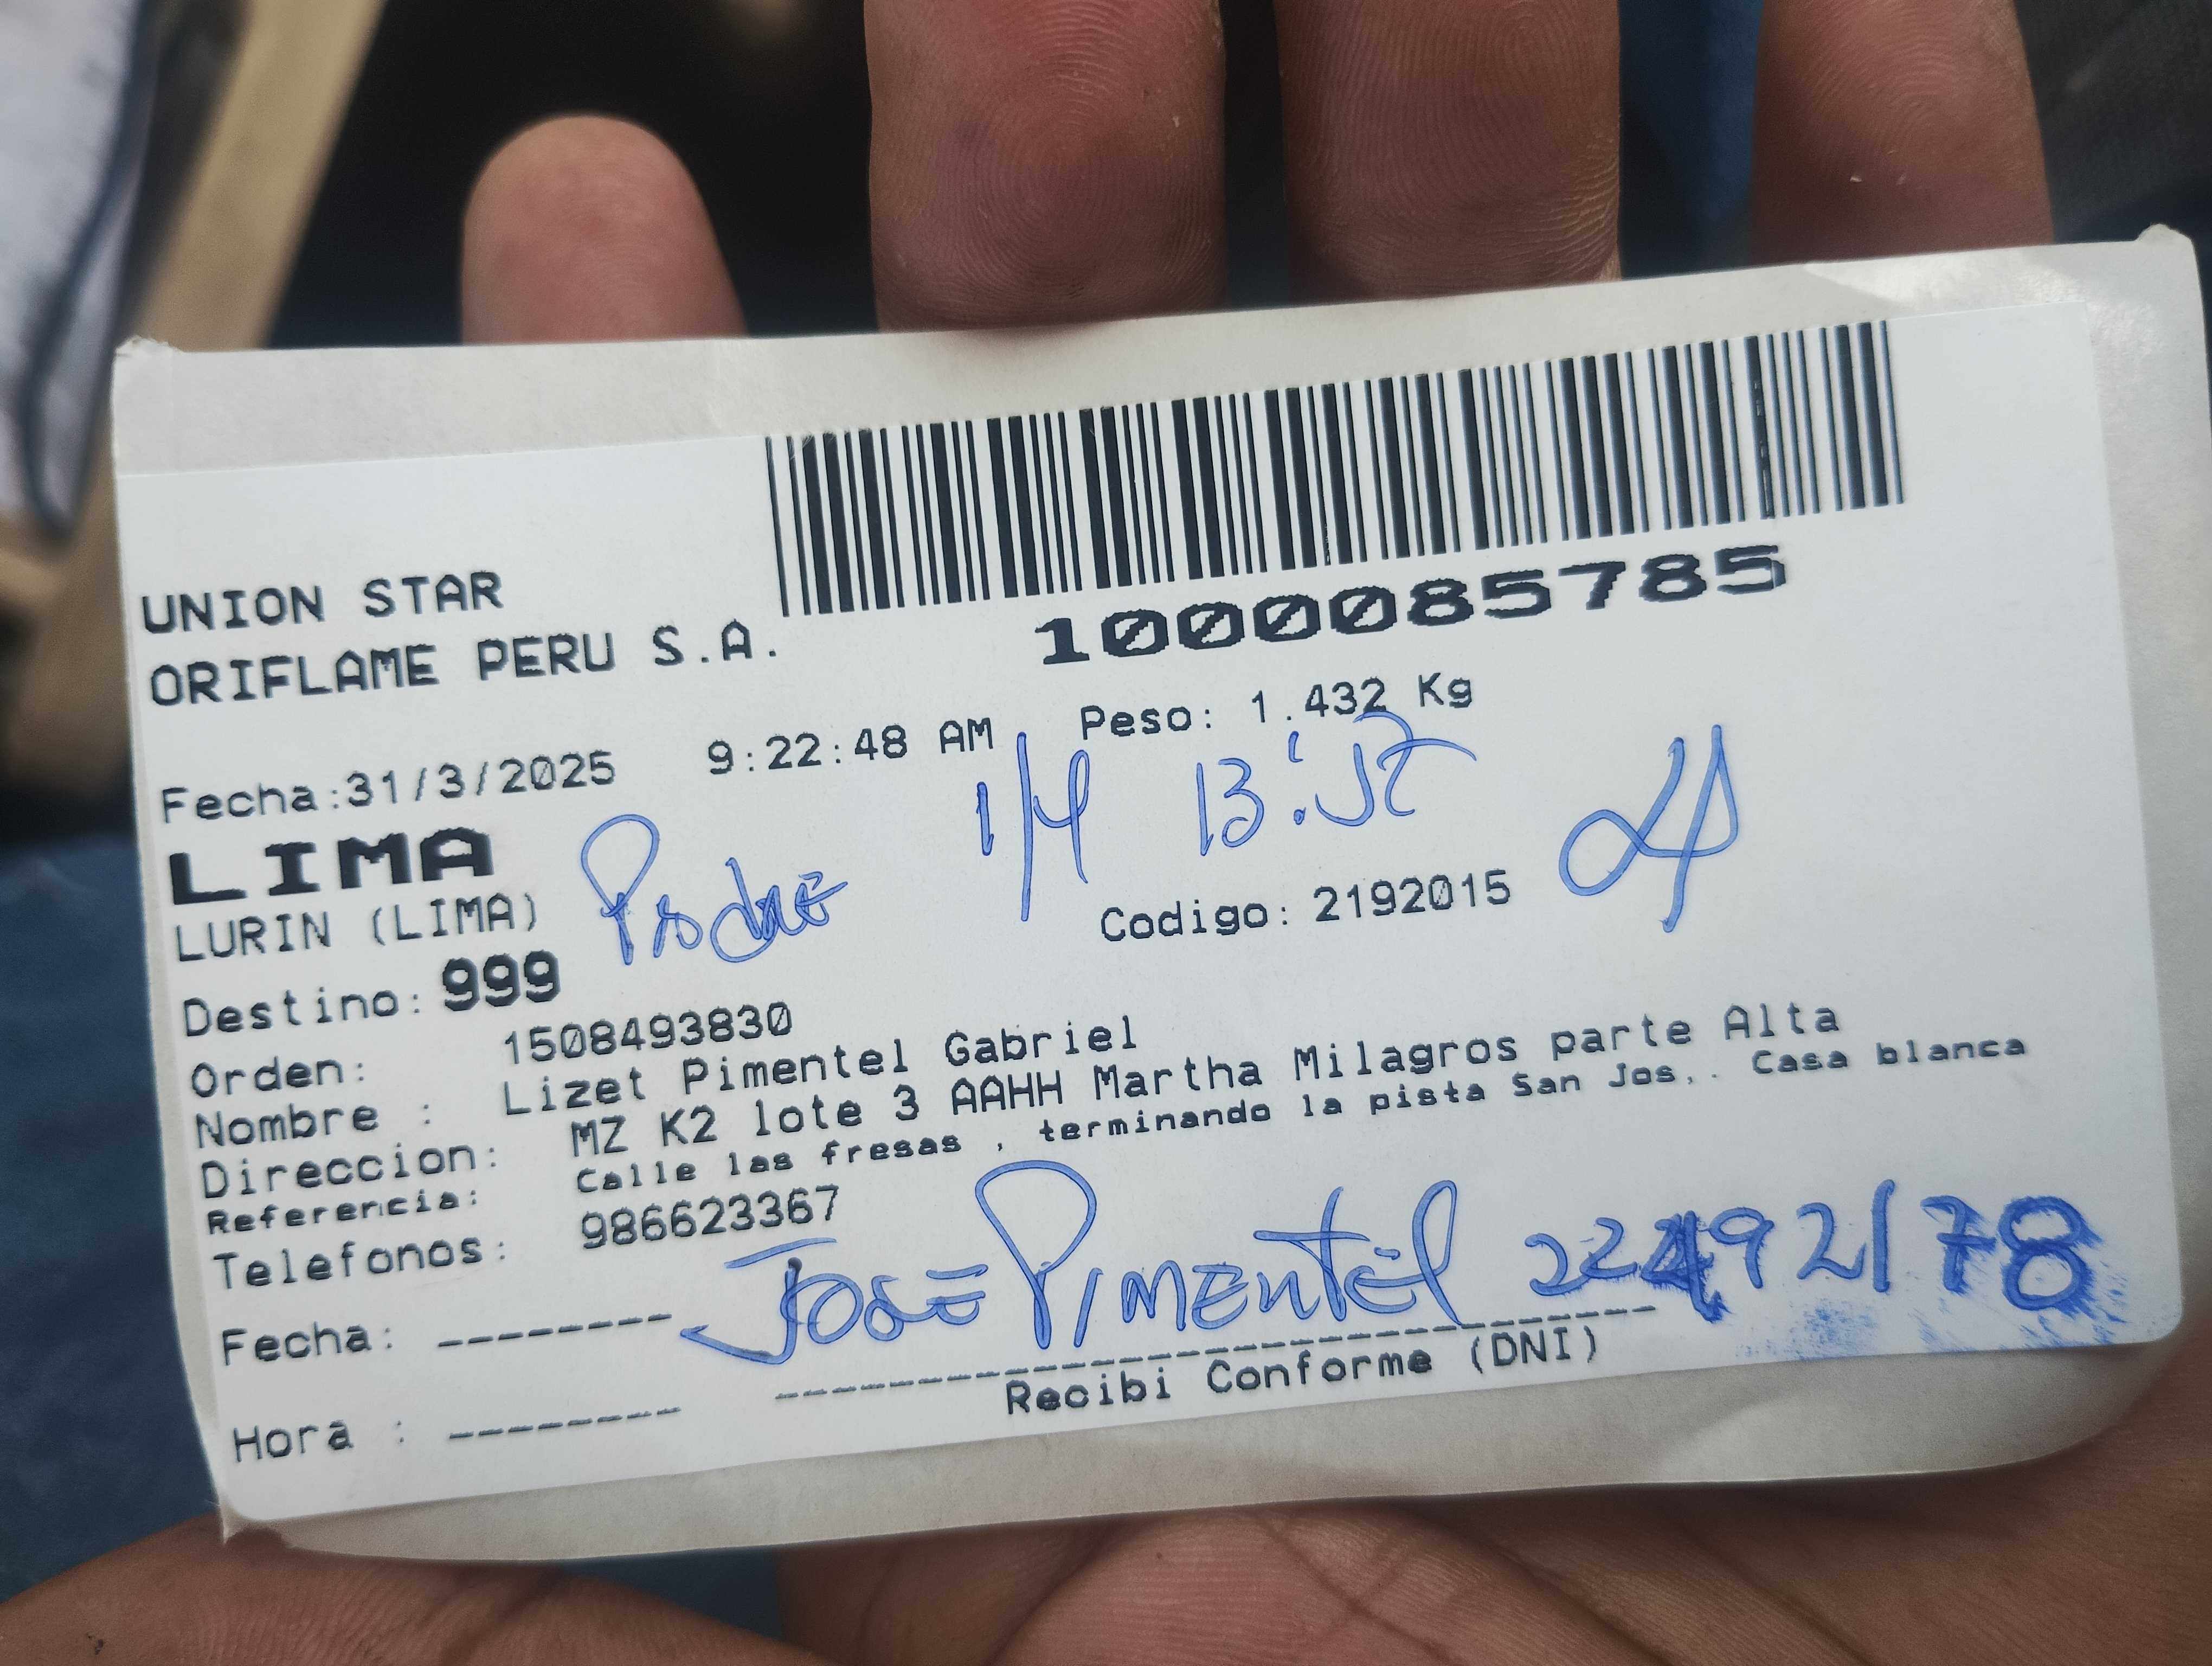 UNION STAR
ORIFLAME PERU S.A.
1000085785
Fecha:31/3/2025 9:22:48 AM Peso: 1.432 Kg
LIMA
1/4
LURIN (LIMA)
Padre
Codigo: 2192015
Destino: 999
Orden: 1508493830
Nombre : Lizet Pimentel Gabriel
Direccion: MZ K2 lote 3 AAHH Martha Milagros parte Alta
Referencia: Calle las fresas , terminando la pista San Jos,. Casa blanca
Telefonos: 986623367
Fecha: -------- JOSE PIMENTEL
Recibi Conforme (DNI)
Hora : --------